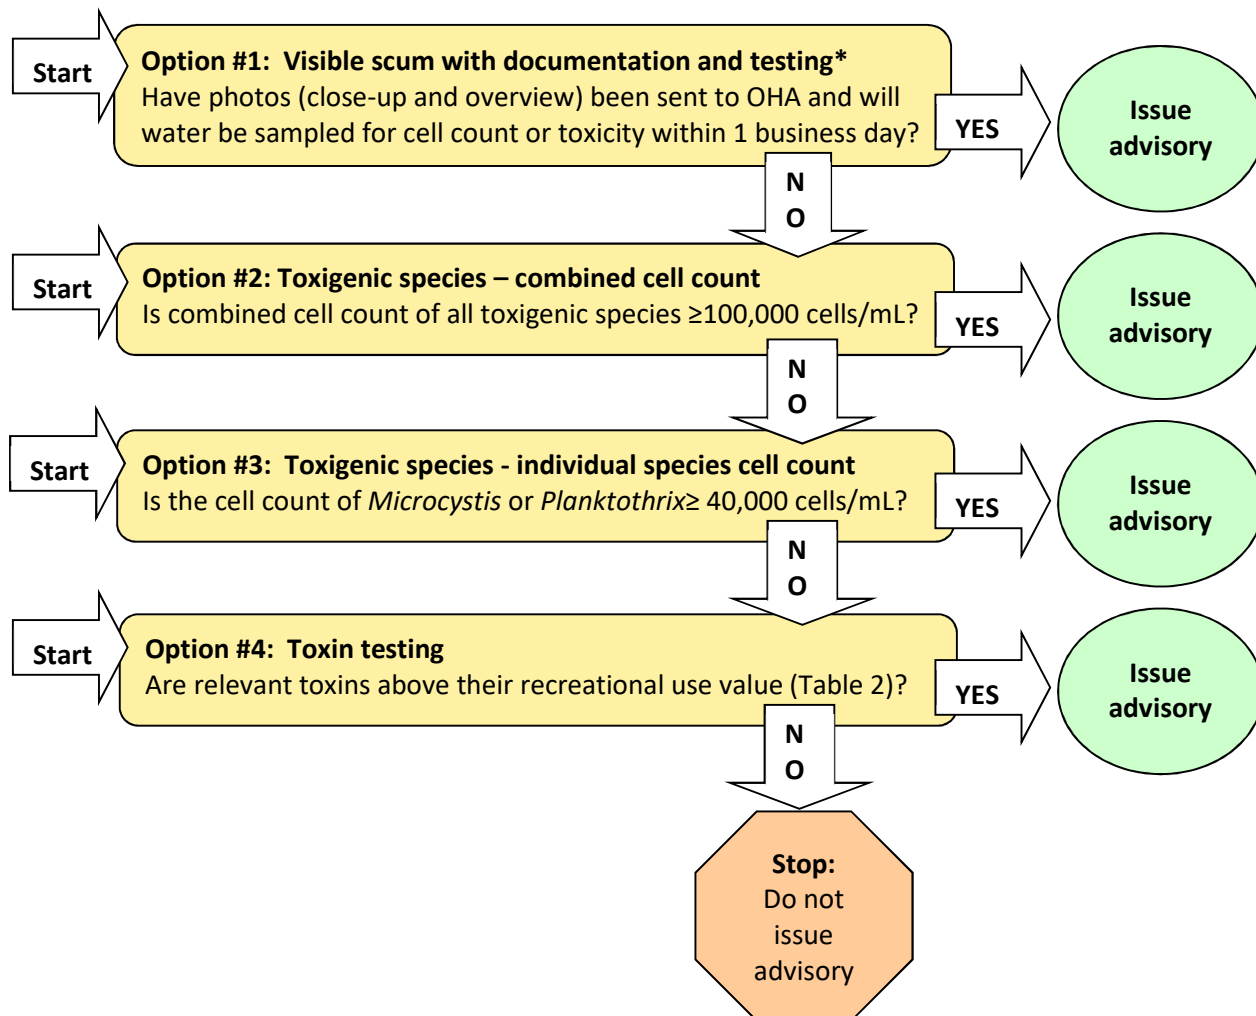 Start
Option #1:  Visible scum with documentation and testing*
Have photos (close-up and overview) been sent to OHA and will
water be sampled for cell count or toxicity within 1 business day?
YES
Issue
advisory
N
O
Start
Option #2: Toxigenic species – combined cell count
Is combined cell count of all toxigenic species ≥100,000 cells/mL?
YES
Issue
advisory
N
O
Start
Option #3:  Toxigenic species - individual species cell count
Is the cell count of Microcystis or Planktothrix≥ 40,000 cells/mL?
YES
Issue
advisory
N
O
Start
Option #4:  Toxin testing
Are relevant toxins above their recreational use value (Table 2)?
YES
Issue
advisory
N
O
Stop:
Do not
issue
advisory